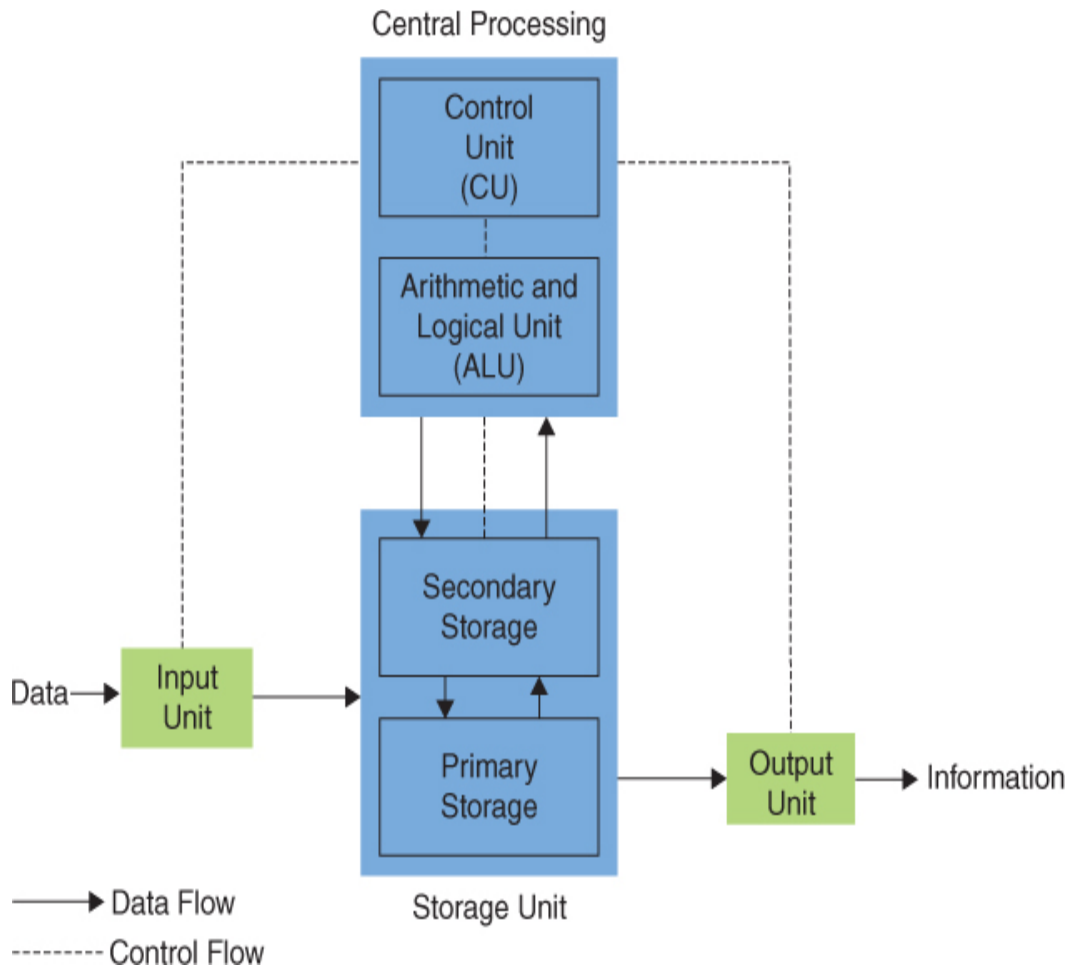 Central Processing
Control
Unit
(CU)
Arithmetic and
Logical Unit
(ALU)
Secondary
Storage
Data
Input
Unit
Primary
Storage
Output
Unit
Information
Storage Unit
Data Flow
Control Flow